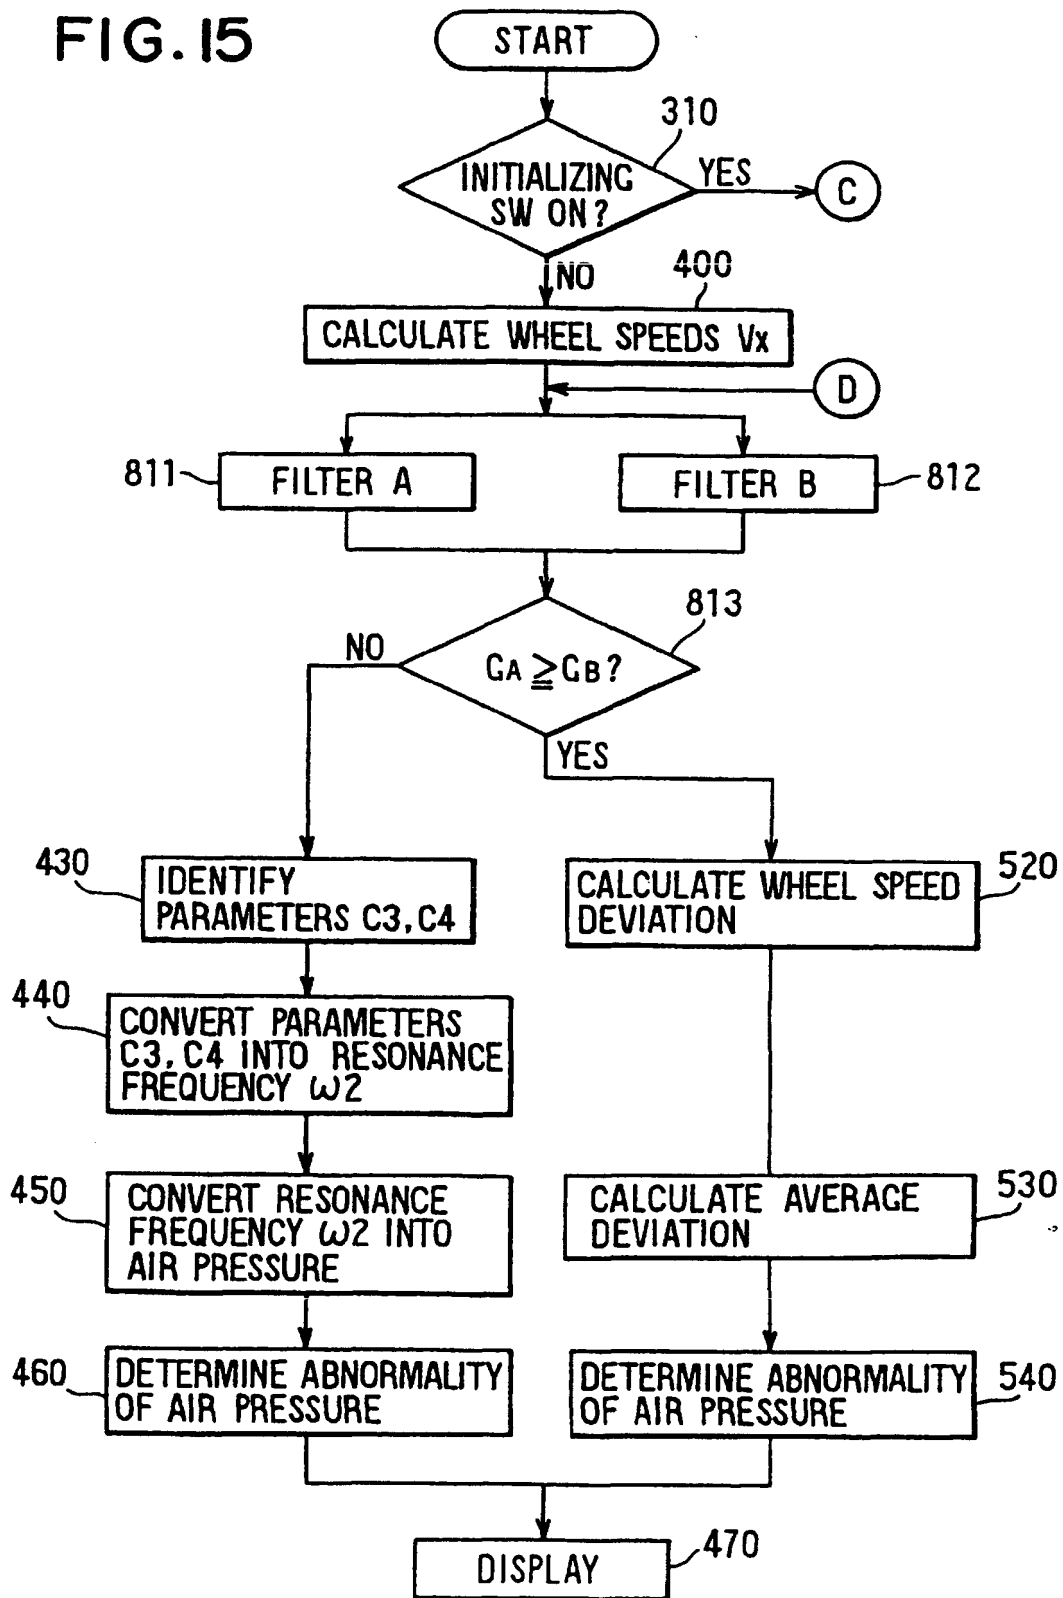 FIG. 15
START
310
INITIALIZING
SW ON?
YES
C
NO
400
CALCULATE WHEEL SPEEDS Vx
D
811
FILTER A
FILTER B
812
813
NO
GA ≧ GB?
YES
430
IDENTIFY
PARAMETERS C3, C4
CALCULATE WHEEL SPEED
DEVIATION
520
440
CONVERT PARAMETERS
C3, C4 INTO RESONANCE
FREQUENCY ω2
450
CONVERT RESONANCE
FREQUENCY ω2 INTO
AIR PRESSURE
CALCULATE AVERAGE
DEVIATION
530
460
DETERMINE ABNORMALITY
OF AIR PRESSURE
DETERMINE ABNORMALITY
OF AIR PRESSURE
540
DISPLAY
470